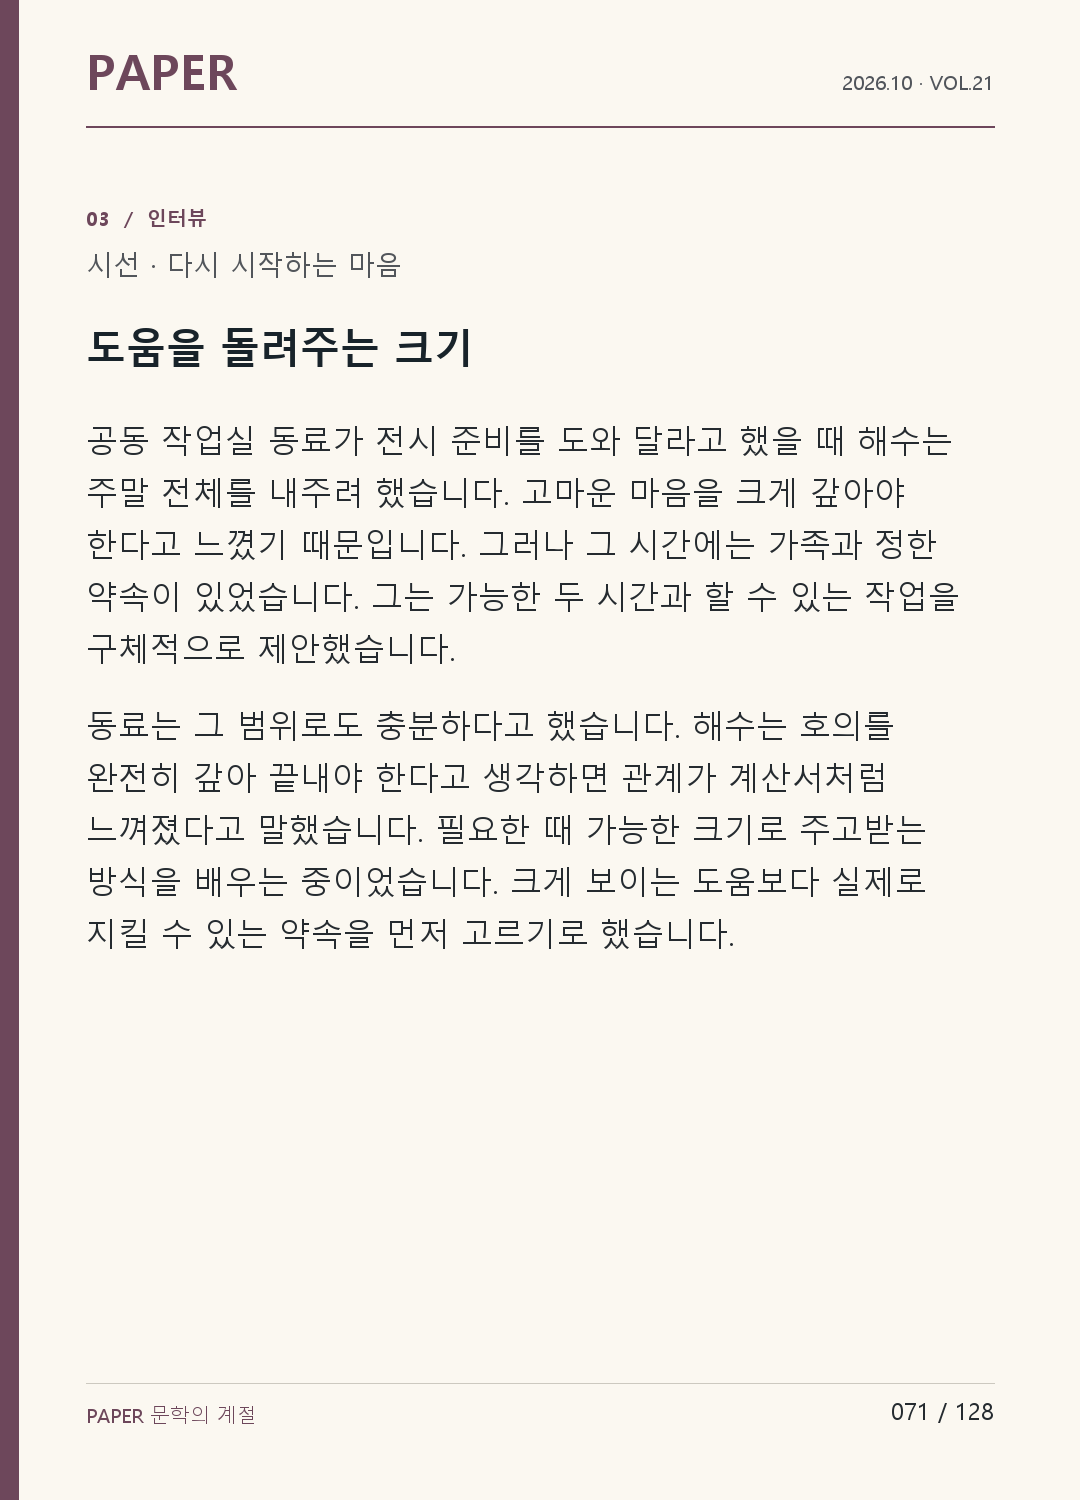 PAPER
2026.10 · VOL.21
03 / 인터뷰
시선 · 다시 시작하는 마음
도움을 돌려주는 크기
공동 작업실 동료가 전시 준비를 도와 달라고 했을 때 해수는
주말 전체를 내주려 했습니다. 고마운 마음을 크게 갚아야
한다고 느꼈기 때문입니다. 그러나 그 시간에는 가족과 정한
약속이 있었습니다. 그는 가능한 두 시간과 할 수 있는 작업을
구체적으로 제안했습니다.
동료는 그 범위로도 충분하다고 했습니다. 해수는 호의를
완전히 갚아 끝내야 한다고 생각하면 관계가 계산서처럼
느껴졌다고 말했습니다. 필요한 때 가능한 크기로 주고받는
방식을 배우는 중이었습니다. 크게 보이는 도움보다 실제로
지킬 수 있는 약속을 먼저 고르기로 했습니다.
PAPER 문학의 계절
071 / 128